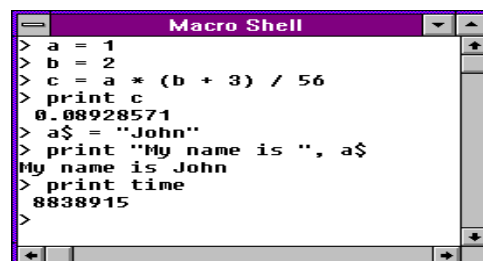 Macro Shell
> a = 1
> b = 2
> c = a * (b + 3) / 56
> print c
 0.08928571
> a$ = "John"
> print "My name is ", a$
My name is John
> print time
 8838915
>